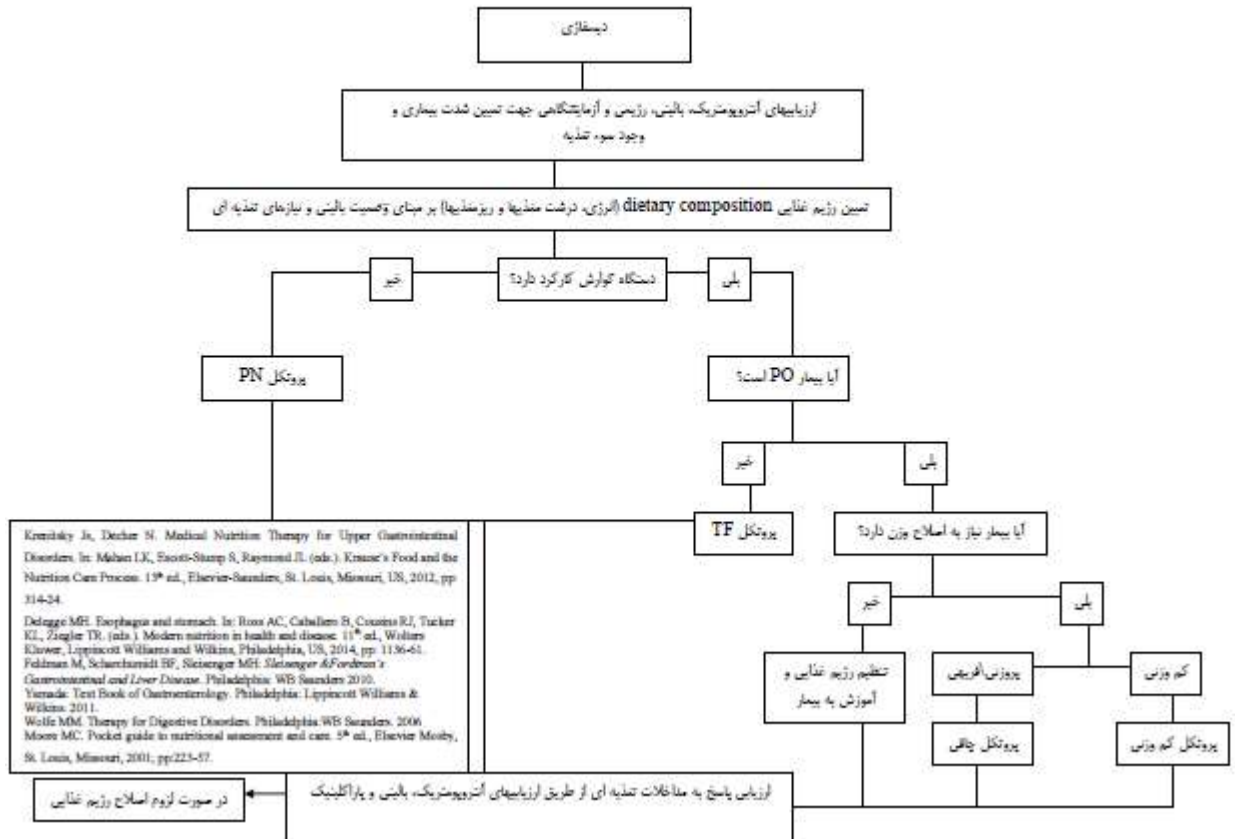 دیسفاژی
ارزیابیهای آنتروپومتریک، بالینی، رژیمی و آزمایشگاهی جهت تعیین شدت بیماری و
وجود سوء تغذیه
تعیین رژیم غذایی dietary composition (انرژی، درشت مغذیها و ریزمغذیها) بر مبنای وضعیت بالینی و نیازهای تغذیه ای
دستگاه گوارش کارکرد دارد؟
بلی
خیر
پروتکل PN
آیا بیمار PO است؟
بلی
خیر
پروتکل TF
آیا بیمار نیاز به اصلاح وزن دارد؟
بلی
خیر
کم وزنی
پروزنی/فربهی
تنظیم رژیم غذایی و
آموزش به بیمار
پروتکل کم وزنی
پروتکل چاقی
Krenitsky Js, Decher N. Medical Nutrition Therapy for Upper Gastrointestinal
Disorders. In: Mahan LK, Escott-Stump S, Raymond JL (eds.). Krause's Food and the
Nutrition Care Process. 13th ed., Elsevier-Saunders, St. Louis, Missouri, US, 2012, pp
314-24.
Delegge MH. Esophagus and stomach. In: Ross AC, Caballero B, Cousins RJ, Tucker
KL, Ziegler TR. (eds.). Modern nutrition in health and disease. 11th ed., Wolters
Kluwer, Lippincott Williams and Wilkins, Philadelphia, US, 2014, pp: 1136-61.
Feldman M, Scharchmidt BF, Sleisenger MH: Sleisenger &Fordtran's
Gastrointestinal and Liver Disease. Philadelphia: WB Saunders 2010.
Yamada: Text Book of Gastroenterology. Philadelphia: Lippincott Williams &
Wilkins. 2011.
Wolfe MM. Therapy for Digestive Disorders. Philadelphia:WB Saunders. 2006
Moore MC. Pocket guide to nutritional assessment and care. 5th ed., Elsevier Mosby,
St. Louis, Missouri, 2001; pp:223-57.
ارزیابی پاسخ به مداخلات تغذیه ای از طریق ارزیابیهای آنتروپومتریک، بالینی و پاراکلینیک
در صورت لزوم اصلاح رژیم غذایی